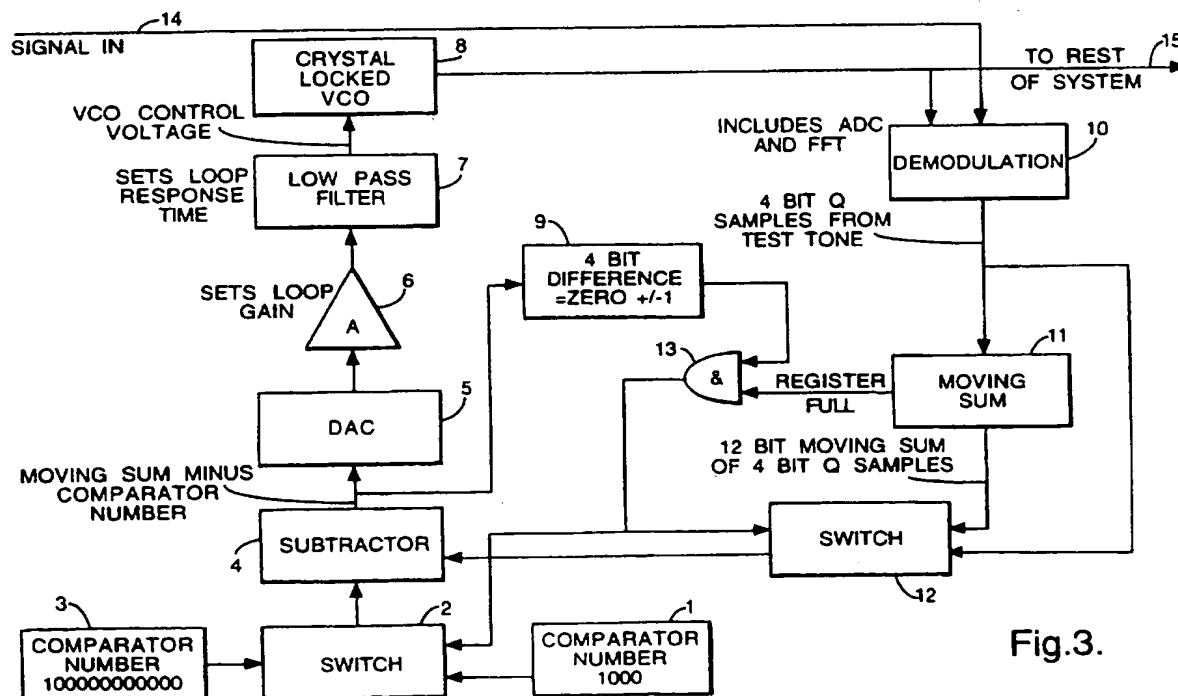 14
SIGNAL IN
8
CRYSTAL
LOCKED
VCO
15
TO REST
OF SYSTEM
VCO CONTROL
VOLTAGE
INCLUDES ADC
AND FFT
10
DEMODULATION
7
SETS LOOP
RESPONSE
TIME
LOW PASS
FILTER
4 BIT Q
SAMPLES FROM
TEST TONE
9
4 BIT
DIFFERENCE
=ZERO +/-1
6
SETS LOOP
GAIN
A
13
&
REGISTER
FULL
11
MOVING
SUM
5
DAC
12 BIT MOVING SUM
OF 4 BIT Q SAMPLES
MOVING SUM MINUS
COMPARATOR
NUMBER
4
SUBTRACTOR
SWITCH
12
3
COMPARATOR
NUMBER
100000000000
2
SWITCH
1
COMPARATOR
NUMBER
1000
Fig.3.